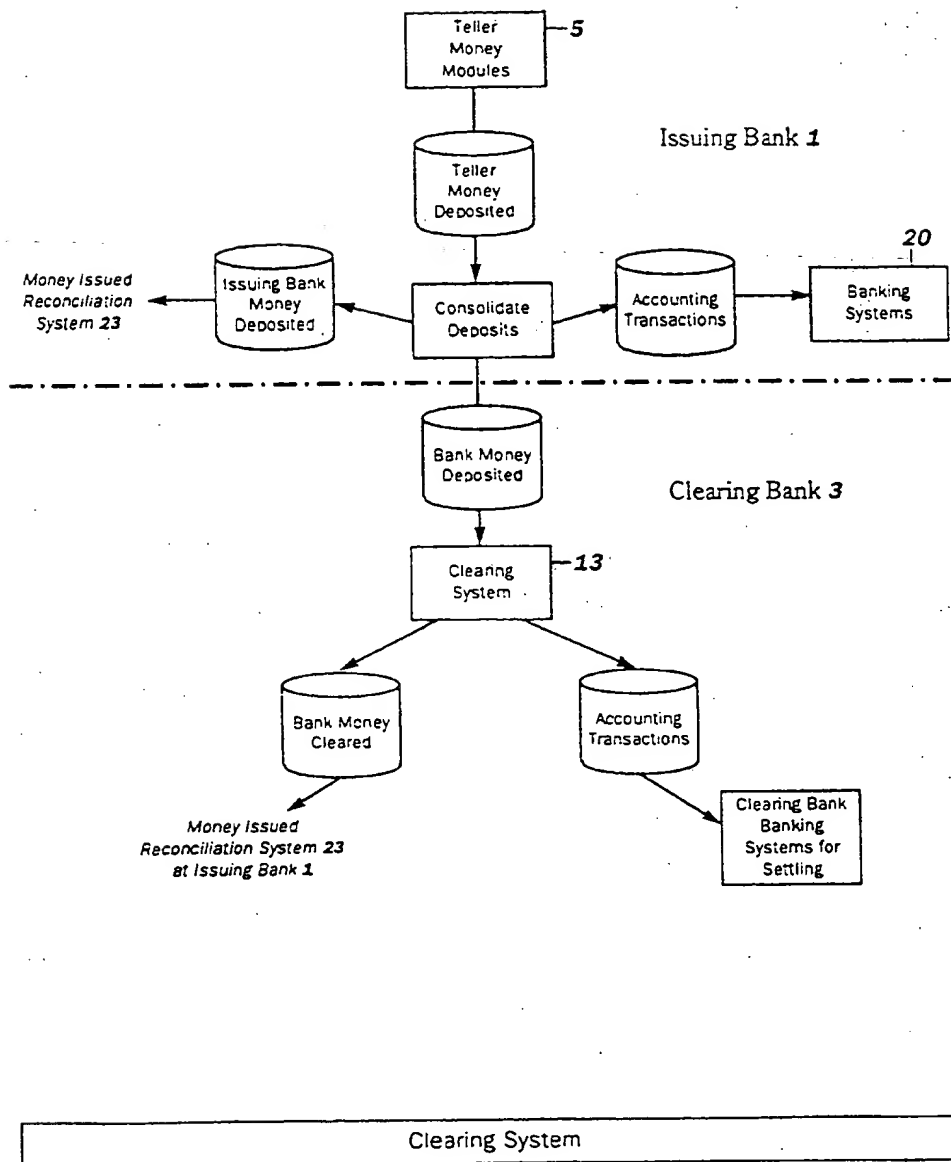 Teller
Money
Modules
5
Issuing Bank 1
Teller
Money
Deposited
20
Money Issued
Reconciliation
System 23
Issuing Bank
Money
Deposited
Consolidate
Deposits
Accounting
Transactions
Banking
Systems
Bank Money
Deposited
Clearing Bank 3
Clearing
System
13
Bank Money
Cleared
Accounting
Transactions
Money Issued
Reconciliation System 23
at Issuing Bank 1
Clearing Bank
Banking
Systems for
Settling
Clearing System